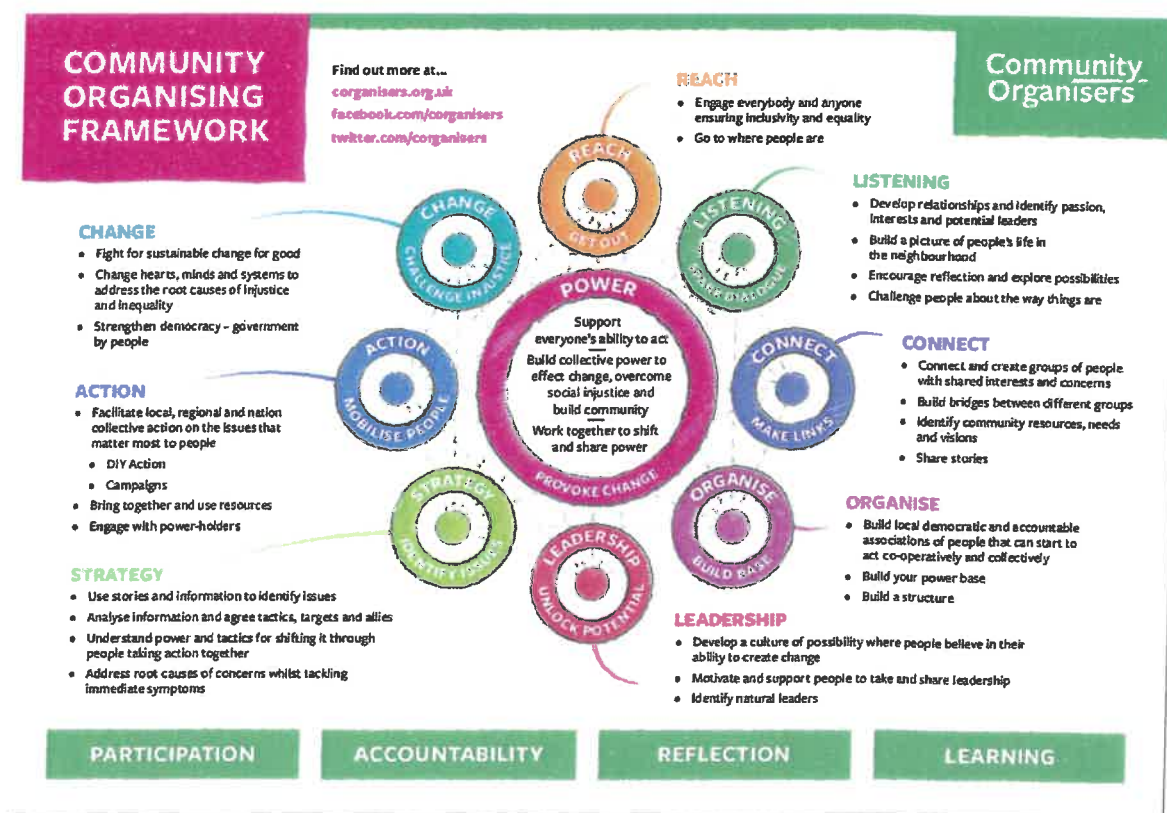 COMMUNITY
ORGANISING
FRAMEWORK
Find out more at...
corganisers.org.uk
facebook.com/corganisers
twitter.com/corganisers
Community
Organisers
REACH
• Engage everybody and anyone
ensuring inclusivity and equality
• Go to where people are
LISTENING
• Develop relationships and identify passion,
interests and potential leaders
• Build a picture of people's life in
the neighbourhood
• Encourage reflection and explore possibilities
• Challenge people about the way things are
CONNECT
• Connect and create groups of people
with shared interests and concerns
• Build bridges between different groups
• Identify community resources, needs
and visions
• Share stories
ORGANISE
• Build local democratic and accountable
associations of people that can start to
act co-operatively and collectively
• Build your power base
• Build a structure
LEADERSHIP
• Develop a culture of possibility where people believe in their
ability to create change
• Motivate and support people to take and share leadership
• Identify natural leaders
STRATEGY
• Use stories and information to identify issues
• Analyse information and agree tactics, targets and allies
• Understand power and tactics for shifting it through
people taking action together
• Address root causes of concerns whilst tackling
immediate symptoms
ACTION
• Facilitate local, regional and nation
collective action on the issues that
matter most to people
• DIY Action
• Campaigns
• Bring together and use resources
• Engage with power-holders
CHANGE
• Fight for sustainable change for good
• Change hearts, minds and systems to
address the root causes of injustice
and inequality
• Strengthen democracy – government
by people
REACH
GET OUT
LISTENING
SPARK DIALOGUE
CONNECT
MAKE LINKS
ORGANISE
BUILD BASE
LEADERSHIP
UNLOCK POTENTIAL
STRATEGY
IDENTIFY ISSUES
ACTION
MOBILISE PEOPLE
CHANGE
CHALLENGE INJUSTICE
POWER
Support
everyone's ability to act
Build collective power to
effect change, overcome
social injustice and
build community
Work together to shift
and share power
PROVOKE CHANGE
PARTICIPATION
ACCOUNTABILITY
REFLECTION
LEARNING